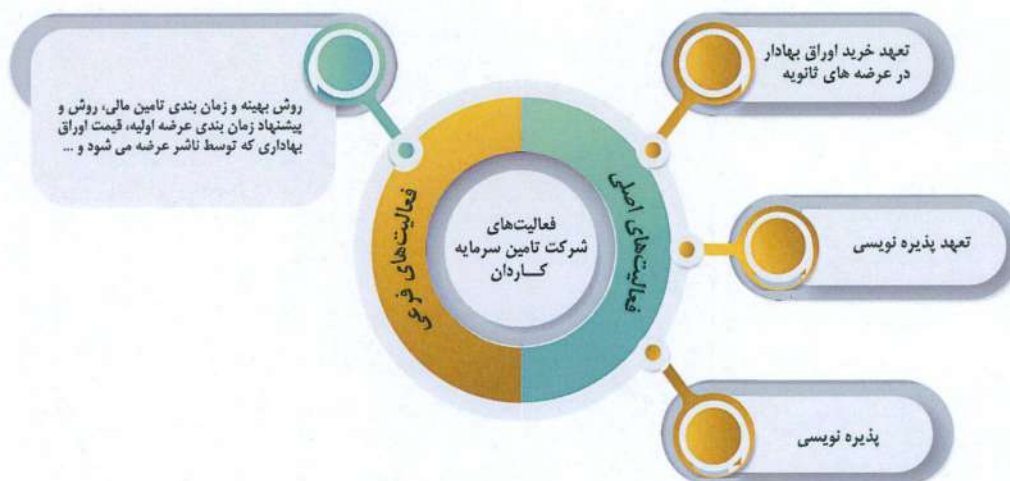 تعهد خرید اوراق بهادار
در عرضه های ثانویه
روش بهینه و زمان بندی تامین مالی، روش و
پیشنهاد زمان بندی عرضه اولیه، قیمت اوراق
بهاداری که توسط ناشر عرضه می شود و ...
فعالیت‌های اصلی
فعالیت‌های فرعی
فعالیت‌های
شرکت تامین سرمایه
کـــاردان
تعهد پذیره نویسی
پذیره نویسی